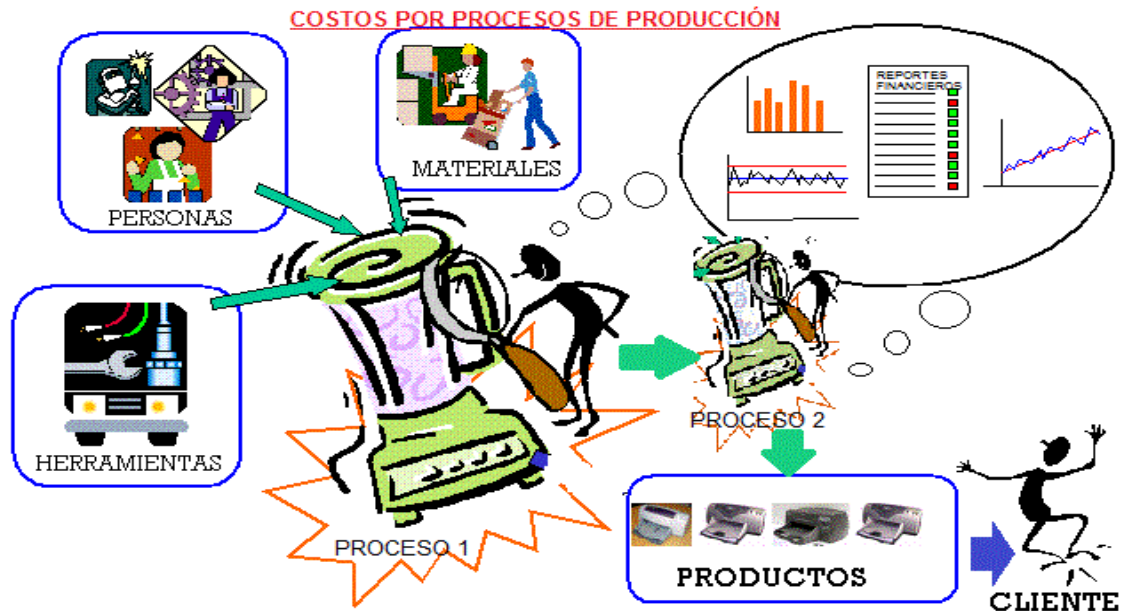 COSTOS POR PROCESOS DE PRODUCCIÓN
PERSONAS
MATERIALES
REPORTES
FINANCIEROS
HERRAMIENTAS
PROCESO 1
PROCESO 2
PRODUCTOS
CLIENTE